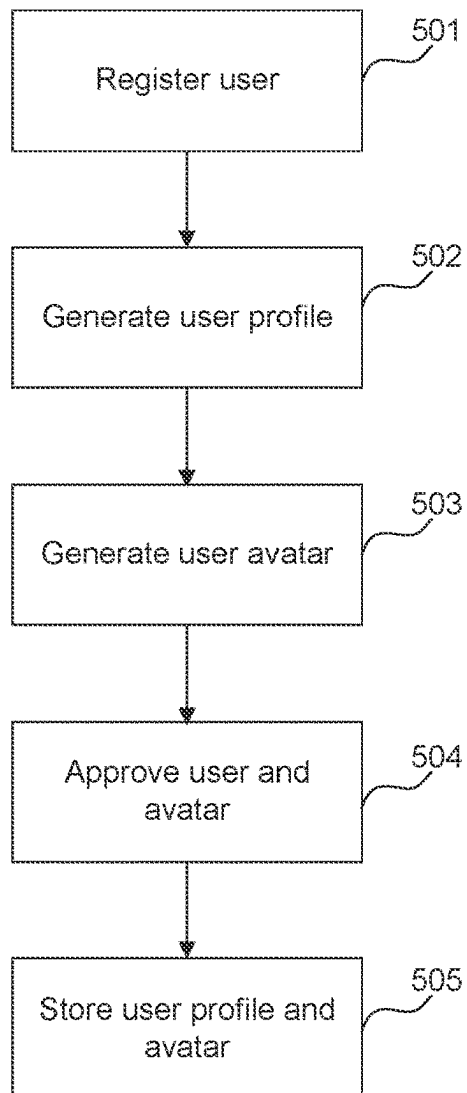 501
Register user
502
Generate user profile
503
Generate user avatar
504
Approve user and
avatar
505
Store user profile and
avatar